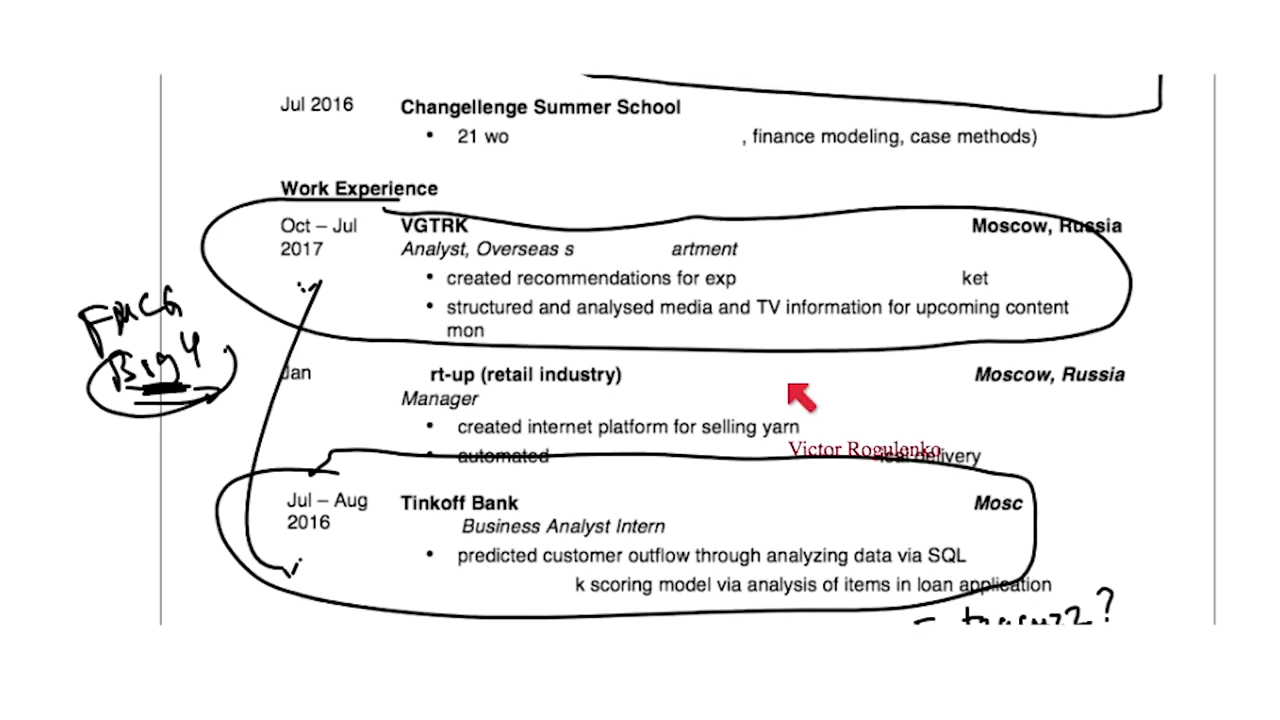 Jul 2016 Changellenge Summer School
• 21 wo , finance modeling, case methods)
Work Experience
Oct – Jul VGTRK Moscow, Russia
2017 Analyst, Overseas s artment
• created recommendations for exp ket
• structured and analysed media and TV information for upcoming content
mon
FMCG
Big 4
Jan rt-up (retail industry) Moscow, Russia
Manager
• created internet platform for selling yarn
Victor Rogulenko
• automated ical delivery
Jul – Aug Tinkoff Bank Mosc
2016 Business Analyst Intern
• predicted customer outflow through analyzing data via SQL
k scoring model via analysis of items in loan application